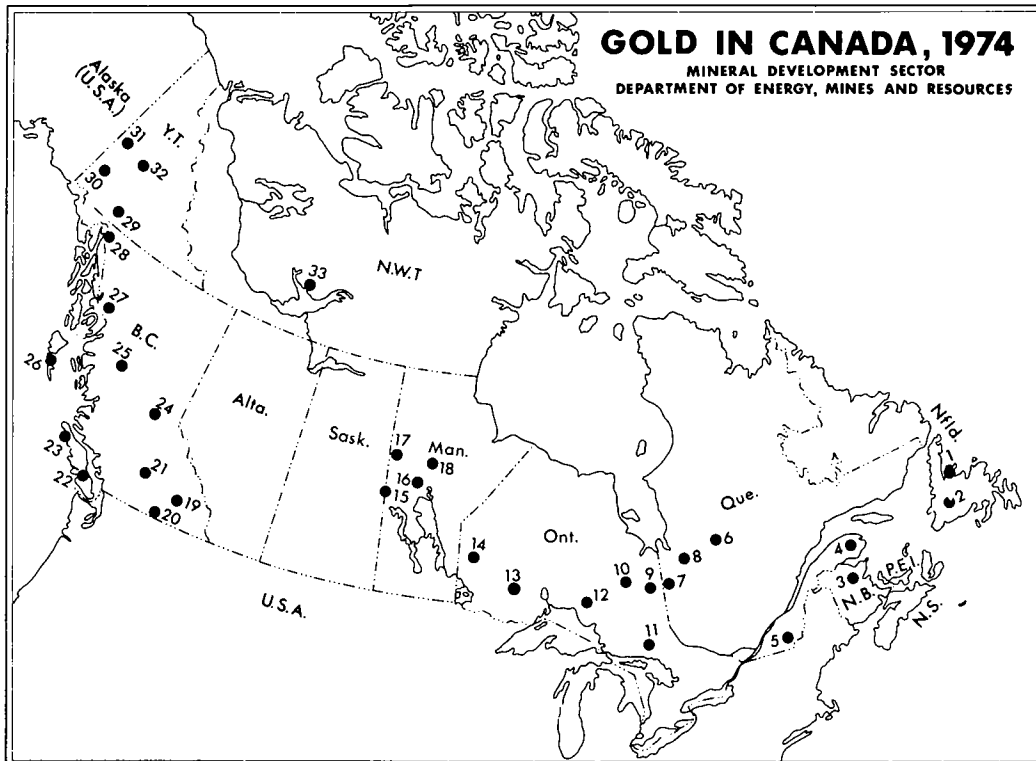 GOLD IN CANADA, 1974
MINERAL DEVELOPMENT SECTOR
DEPARTMENT OF ENERGY, MINES AND RESOURCES
Alaska
(U.S.A.)
Y.T.
31
32
30
29
28
33
N.W.T
27
B.C.
26
25
24
Alta.
Sask.
Man.
17
18
16
15
23
22
21
19
20
Nfld.
1
2
Que.
6
8
7
Ont.
14
13
12
10
9
11
4
3
P.E.I.
N.B.
N.S.
5
U.S.A.